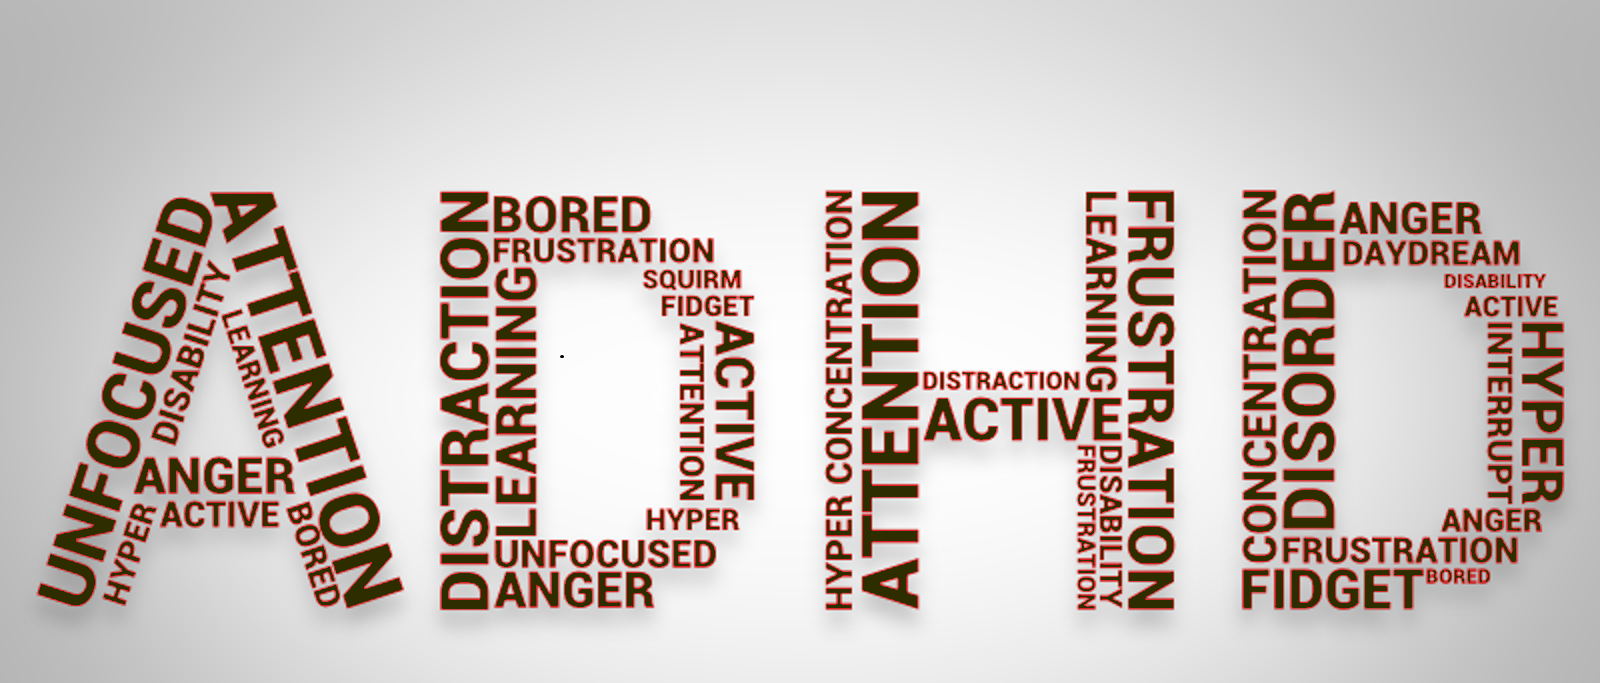 UNFOCUSED
ATTENTION
DISABILITY
LEARNING
ANGER
ACTIVE
HYPER
BORED
DISTRACTION
BORED
FRUSTRATION
LEARNING
SQUIRM
FIDGET
ATTENTION
ACTIVE
HYPER
UNFOCUSED
ANGER
HYPER CONCENTRATION
ATTENTION
DISTRACTION
ACTIVE
LEARNING
FRUSTRATION
DISABILITY
FRUSTRATION
CONCENTRATION
DISORDER
ANGER
DAYDREAM
DISABILITY
ACTIVE
INTERRUPT
HYPER
ANGER
FRUSTRATION
FIDGET
BORED